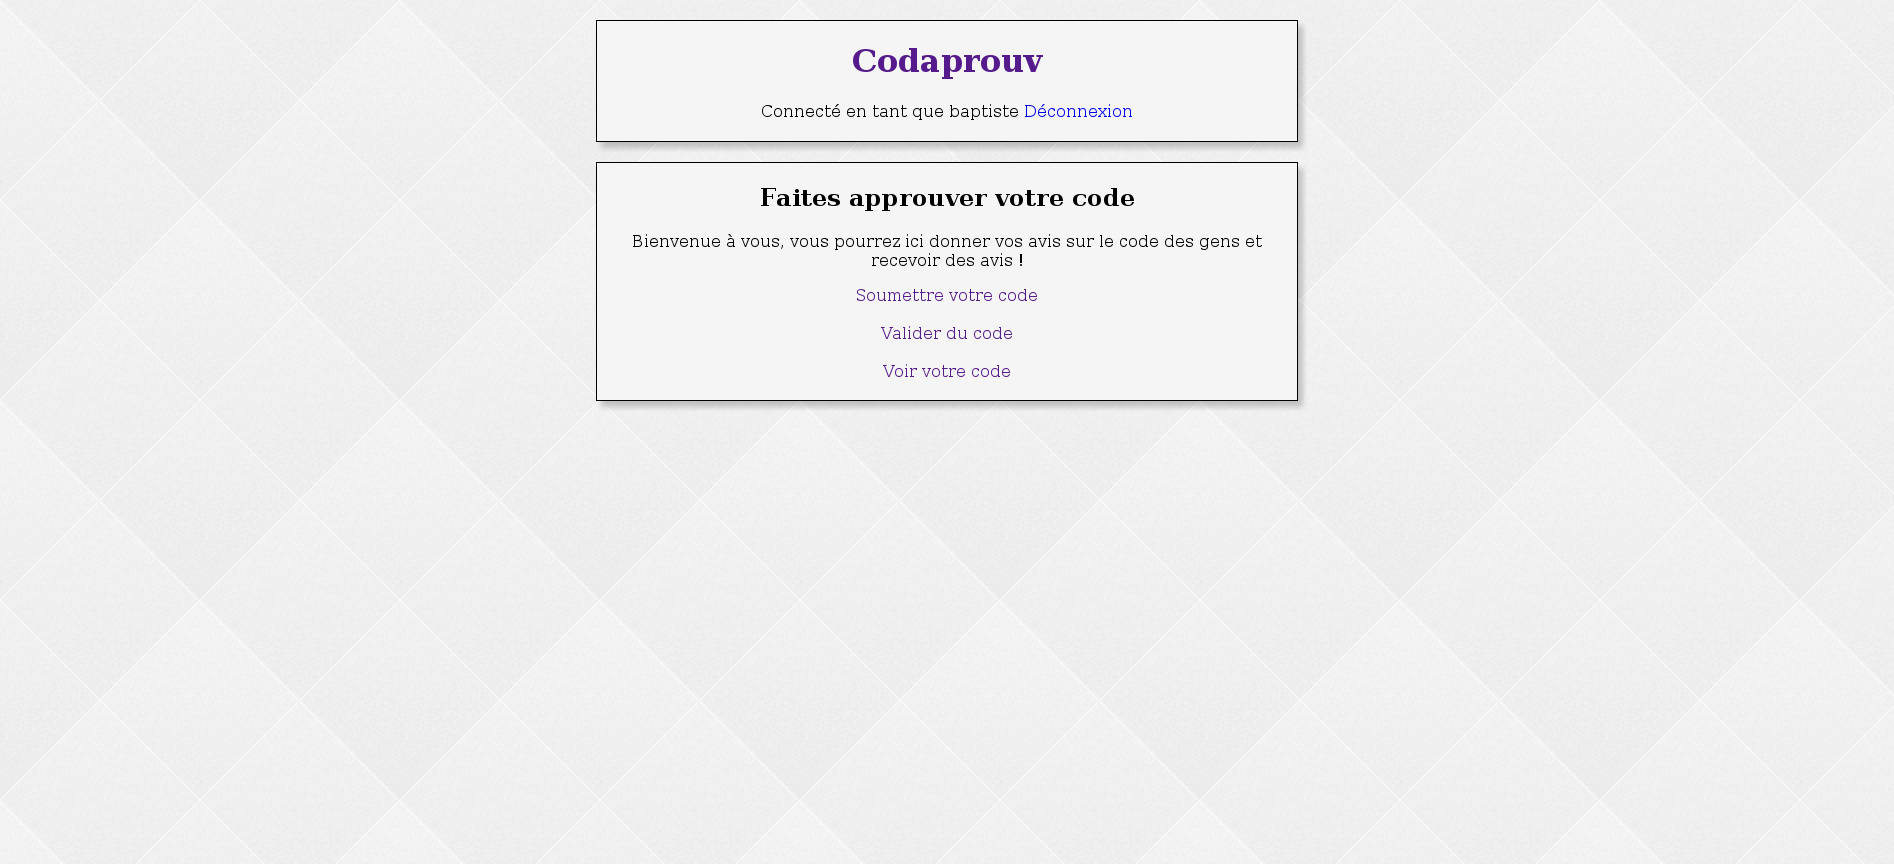 Codaprouv
Connecté en tant que baptiste Déconnexion
Faites approuver votre code
Bienvenue à vous, vous pourrez ici donner vos avis sur le code des gens et
recevoir des avis !
Soumettre votre code
Valider du code
Voir votre code